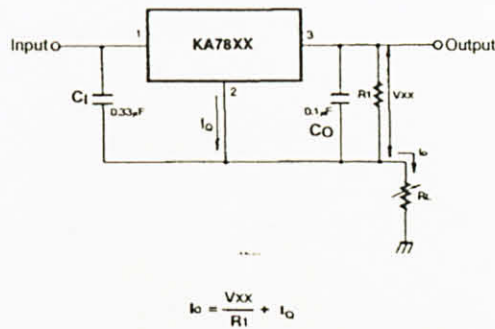 Input
1
KA78XX
3
Output
2
CI
0.33µF
IQ
0.1µF
CO
R1
VXX
IO
RL
IO = VXX / R1 + IQ